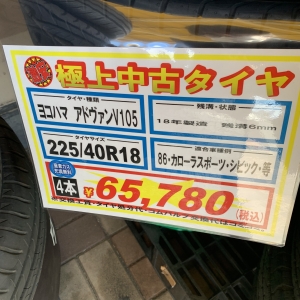 極上中古タイヤ
タイヤ・種類
ヨコハマ アドヴァンV105
残溝・状態
18年製造 残溝6mm
タイヤサイズ
225/40R18
適合車種例
86・カローラスポーツ・シビック・等
4本 ¥65,780(税込)